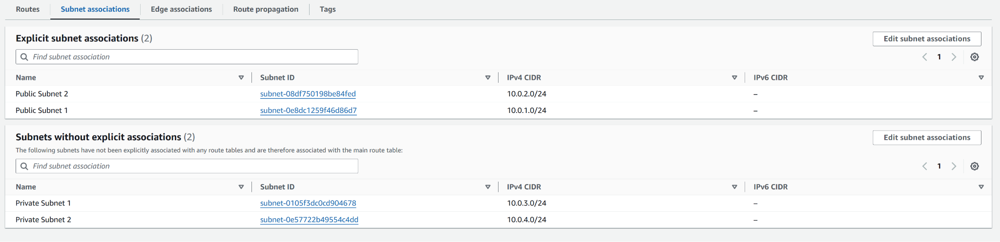 Routes Subnet associations Edge associations Route propagation Tags
Explicit subnet associations (2) Edit subnet associations
Find subnet association 1
Name Subnet ID IPv4 CIDR IPv6 CIDR
Public Subnet 2 subnet-08df750198be84fed 10.0.2.0/24 –
Public Subnet 1 subnet-0e8dc1259f46d86d7 10.0.1.0/24 –
Subnets without explicit associations (2) Edit subnet associations
The following subnets have not been explicitly associated with any route tables and are therefore associated with the main route table:
Find subnet association 1
Name Subnet ID IPv4 CIDR IPv6 CIDR
Private Subnet 1 subnet-0105f3dc0cd904678 10.0.3.0/24 –
Private Subnet 2 subnet-0e57722b49554c4dd 10.0.4.0/24 –